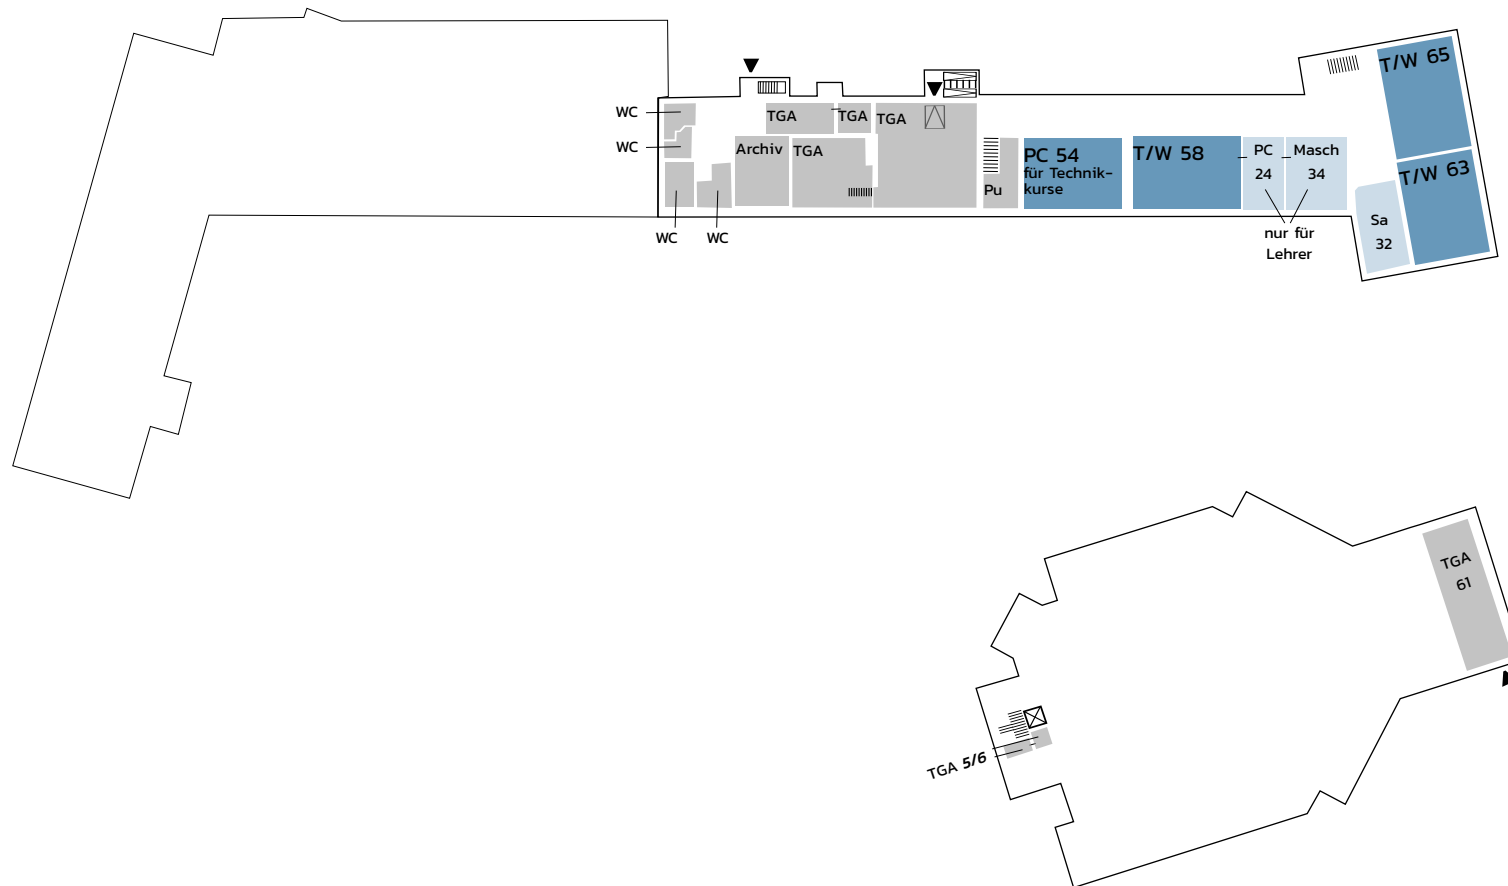 T/W 65
WC
TGA
TGA
TGA
WC
Archiv
TGA
PC 54
für Technik-
kurse
T/W 58
PC
24
Masch
34
T/W 63
Pu
Sa
32
WC
WC
nur für
Lehrer
TGA
61
TGA 5/6